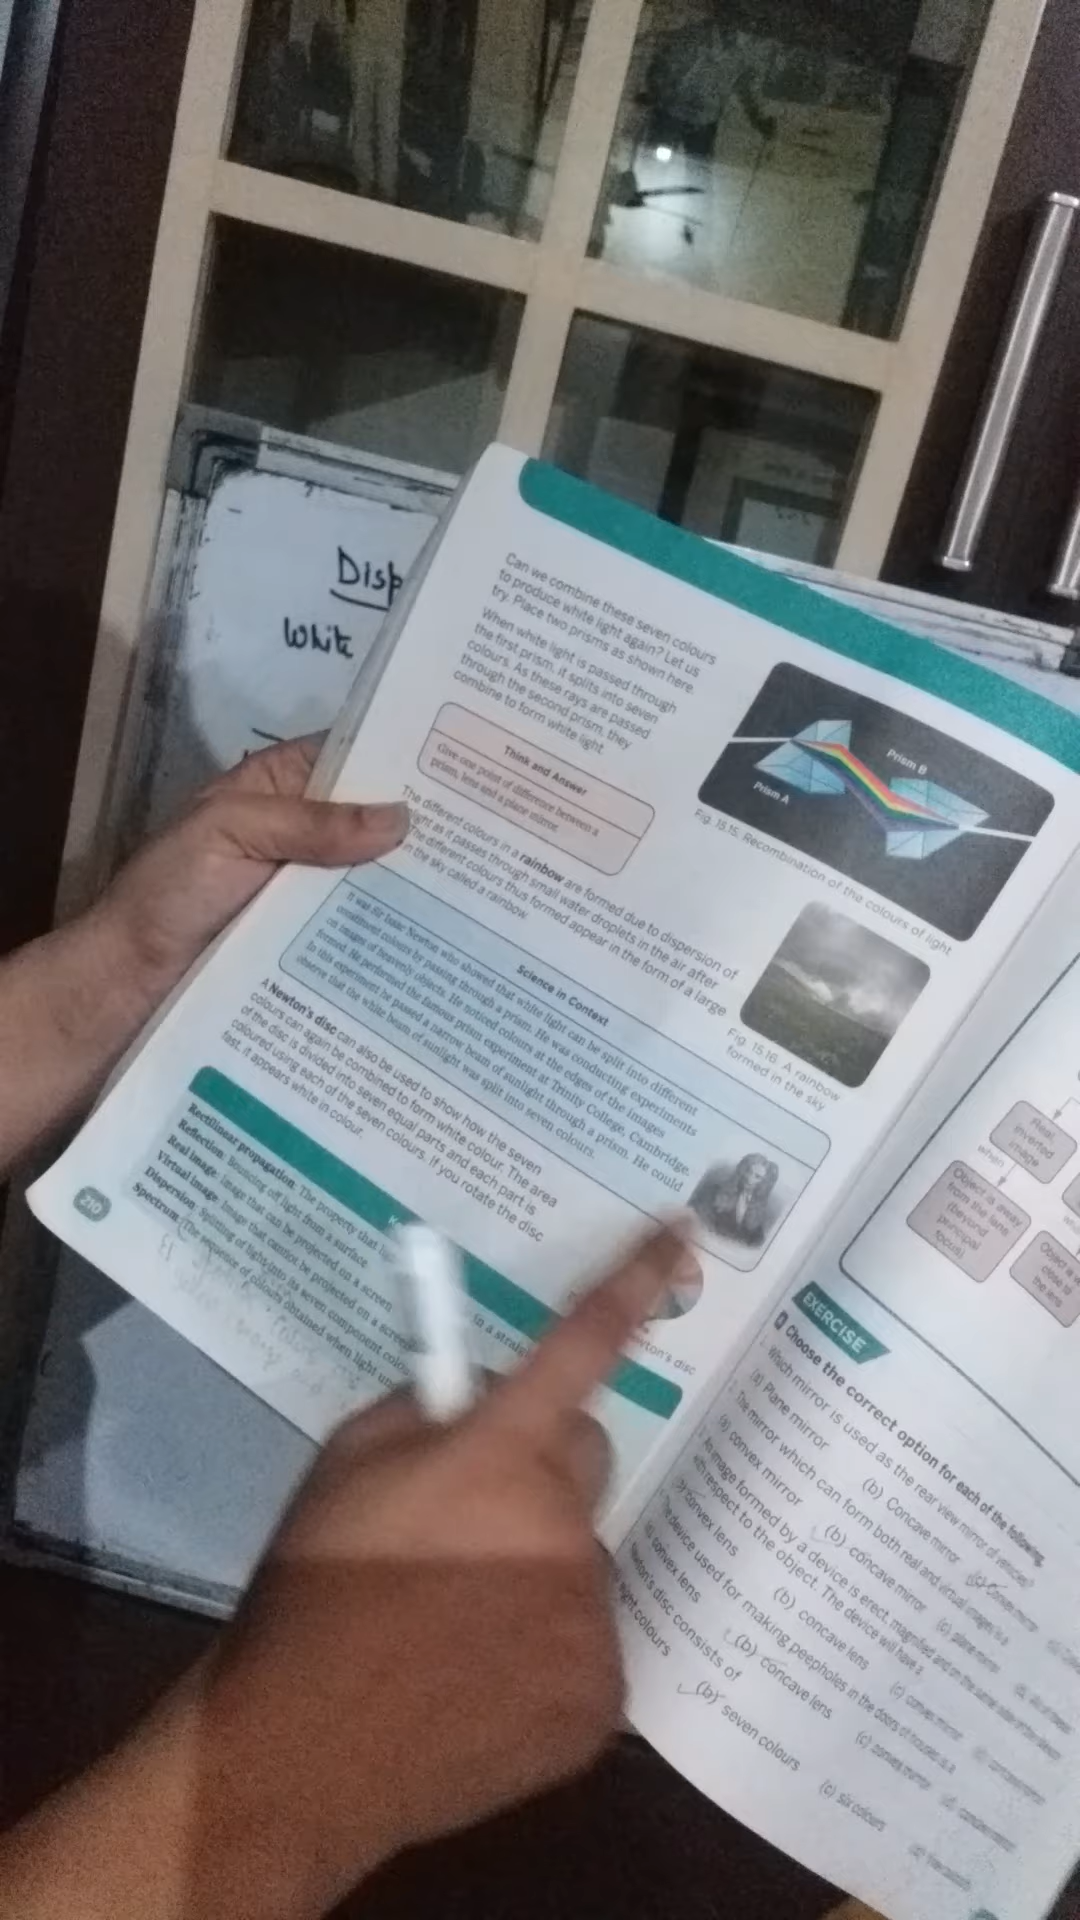 Disp
White
Can we combine these seven colours
to produce white light again? Let us
try. Place two prisms as shown here.
When white light is passed through
the first prism, it splits into seven
colours. As these rays are passed
through the second prism, they
combine to form white light.
Prism A
Prism B
Fig. 15.15. Recombination of the colours of light
Think and Answer
Give one point of difference between a
prism, lens and a plane mirror.
The different colours in a rainbow are formed due to dispersion of
light as it passes through small water droplets in the air after
The different colours thus formed appear in the form of a large
in the sky called a rainbow.
Fig. 15.16. A rainbow
formed in the sky
Science in Context
It was Sir Isaac Newton who showed that white light can be split into different
constituent colours by passing through a prism. He was conducting experiments
on images of heavenly objects. He noticed colours at the edges of the images
formed. He performed the famous prism experiment at Trinity College, Cambridge.
In this experiment he passed a narrow beam of sunlight through a prism. He could
observe that the white beam of sunlight was split into seven colours.
A Newton's disc can also be used to show how the seven
colours can again be combined to form white colour. The area
of the disc is divided into seven equal parts and each part is
coloured using each of the seven colours. If you rotate the disc
fast, it appears white in colour.
wton's disc
Rectilinear propagation: The property that in a straight
Reflection: Bouncing off light from a surface
Real image: Image that can be projected on a screen
Virtual image: Image that cannot be projected on a screen
Dispersion: Splitting of light into its seven component colou
Spectrum: The sequence of colours obtained when light un
210
Real,
inverted
image
when
Object is away
from the lens
(beyond
principal
focus)
Object is
close to
the lens
EXERCISE
Choose the correct option for each of the following.
Which mirror is used as the rear view mirror of vehicles?
(a) Plane mirror (b) Concave mirror
The mirror which can form both real and virtual images is a
(a) convex mirror (b) concave mirror (c) plane mirror
An image formed by a device is erect, magnified and on the same side
with respect to the object. The device will have a
convex lens (b) concave lens (c) convex mirror
device used for making peepholes in the doors of houses is a
convex lens (b) concave lens (c) convex mirror
Newton's disc consists of
colours (b) seven colours (c) six colours